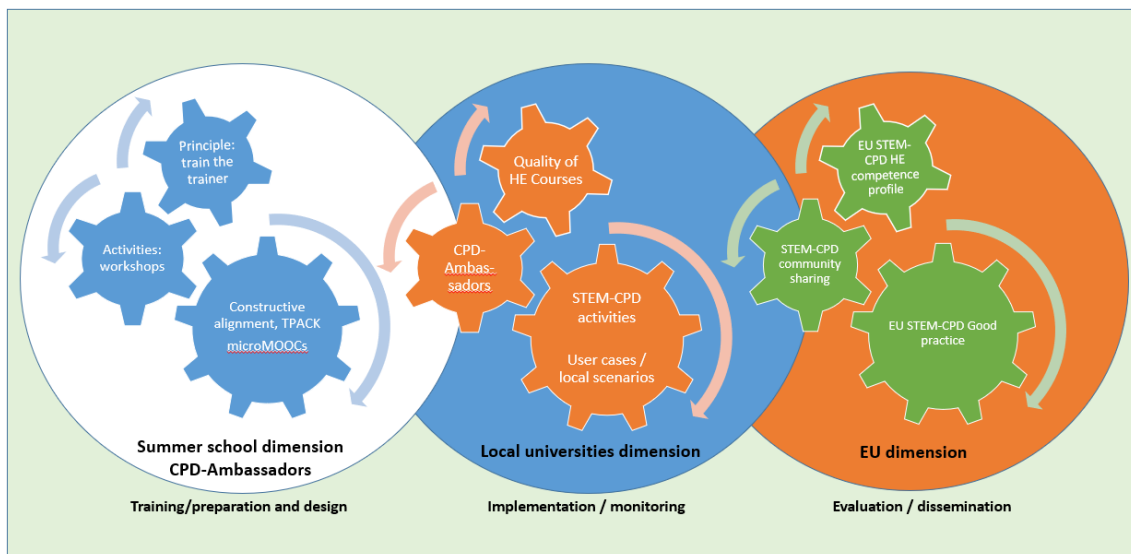 Principle:
train the
trainer
Activities:
workshops
Constructive
alignment, TPACK
microMOOCs
Summer school dimension
CPD-Ambassadors
Training/preparation and design
Quality of
HE Courses
CPD-
Ambas-
sadors
STEM-CPD
activities
User cases /
local scenarios
Local universities dimension
Implementation / monitoring
EU STEM-
CPD HE
competence
profile
STEM-CPD
community
sharing
EU STEM-CPD Good
practice
EU dimension
Evaluation / dissemination